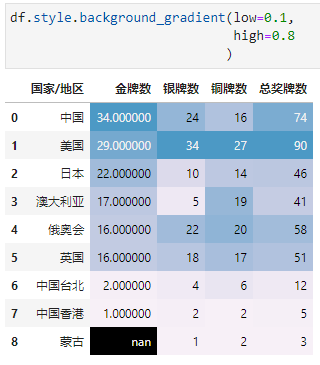 df.style.background_gradient(low=0.1,
high=0.8
)
国家/地区 金牌数 银牌数 铜牌数 总奖牌数
0 中国 34.000000 24 16 74
1 美国 29.000000 34 27 90
2 日本 22.000000 10 14 46
3 澳大利亚 17.000000 5 19 41
4 俄奥会 16.000000 22 20 58
5 英国 16.000000 18 17 51
6 中国台北 2.000000 4 6 12
7 中国香港 1.000000 2 2 5
8 蒙古 nan 1 2 3